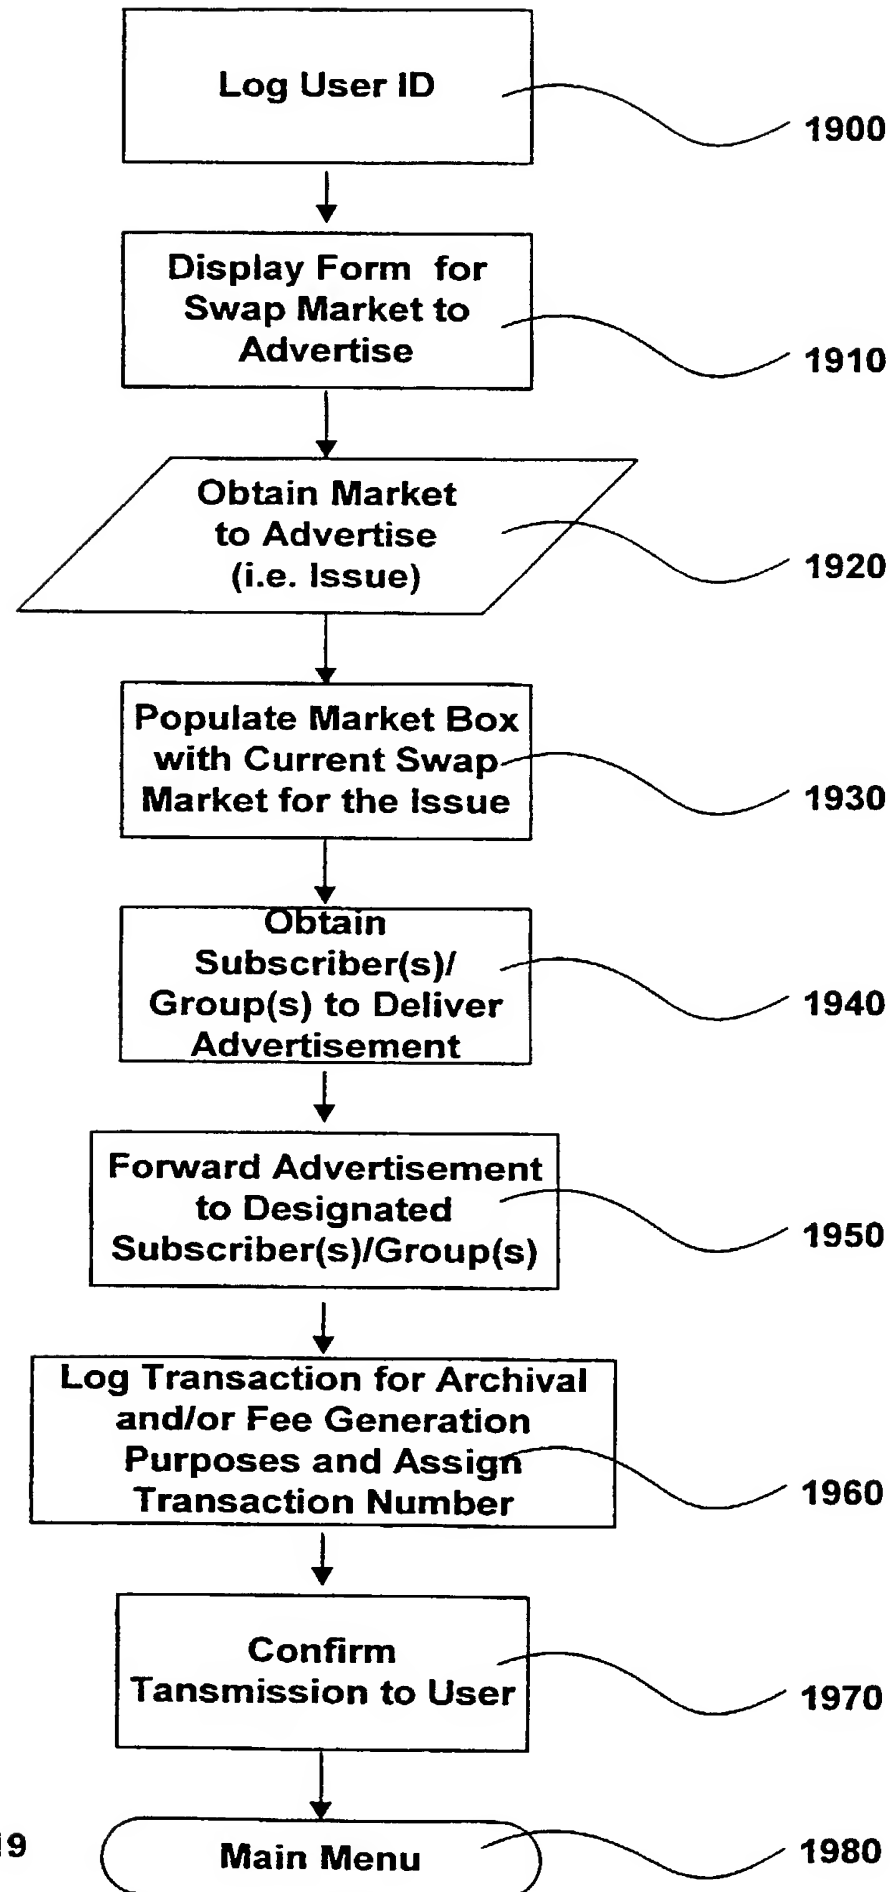 Log User ID
1900
Display Form for
Swap Market to
Advertise
1910
Obtain Market
to Advertise
(i.e. Issue)
1920
Populate Market Box
with Current Swap
Market for the Issue
1930
Obtain
Subscriber(s)/
Group(s) to Deliver
Advertisement
1940
Forward Advertisement
to Designated
Subscriber(s)/Group(s)
1950
Log Transaction for Archival
and/or Fee Generation
Purposes and Assign
Transaction Number
1960
Confirm
Tansmission to User
1970
19
Main Menu
1980